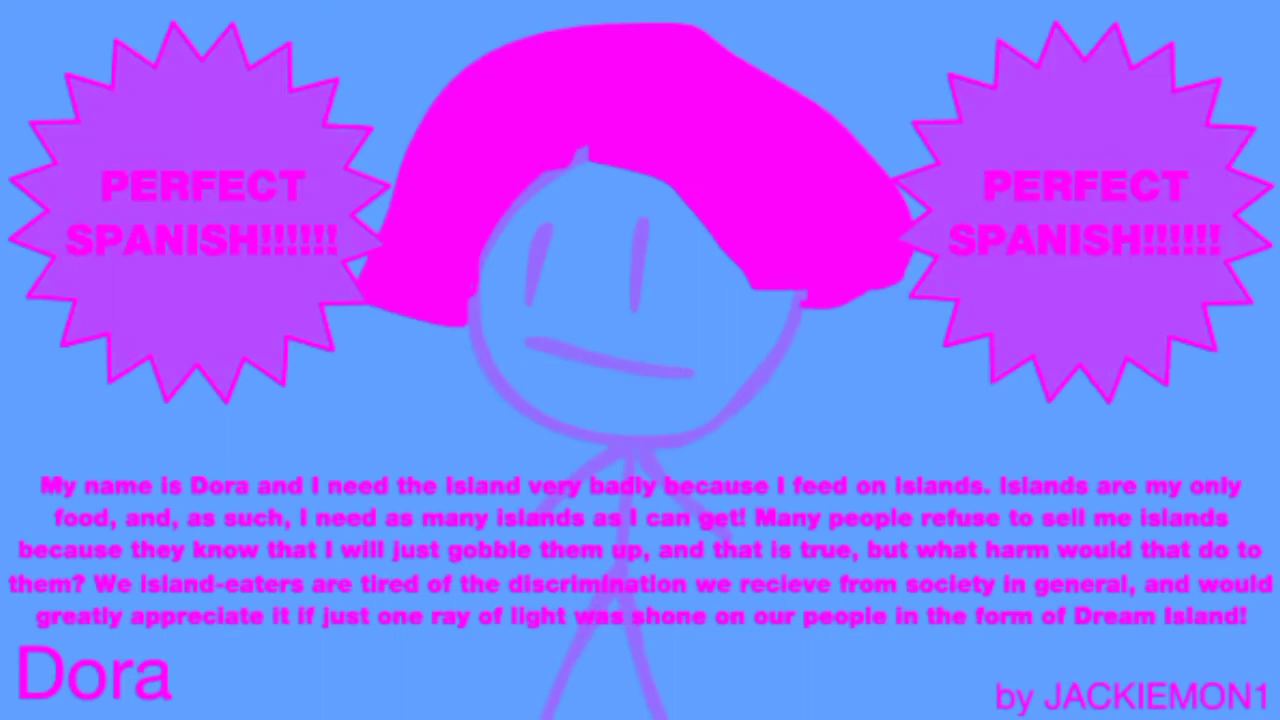 PERFECT
SPANISH!!!!!!
PERFECT
SPANISH!!!!!!
My name is Dora and I need the Island very badly because I feed on islands. Islands are my only
food, and, as such, I need as many islands as I can get! Many people refuse to sell me islands
because they know that I will just gobble them up, and that is true, but what harm would that do to
them? We island-eaters are tired of the discrimination we recieve from society in general, and would
greatly appreciate it if just one ray of light was shone on our people in the form of Dream Island!
Dora
by JACKIEMON1